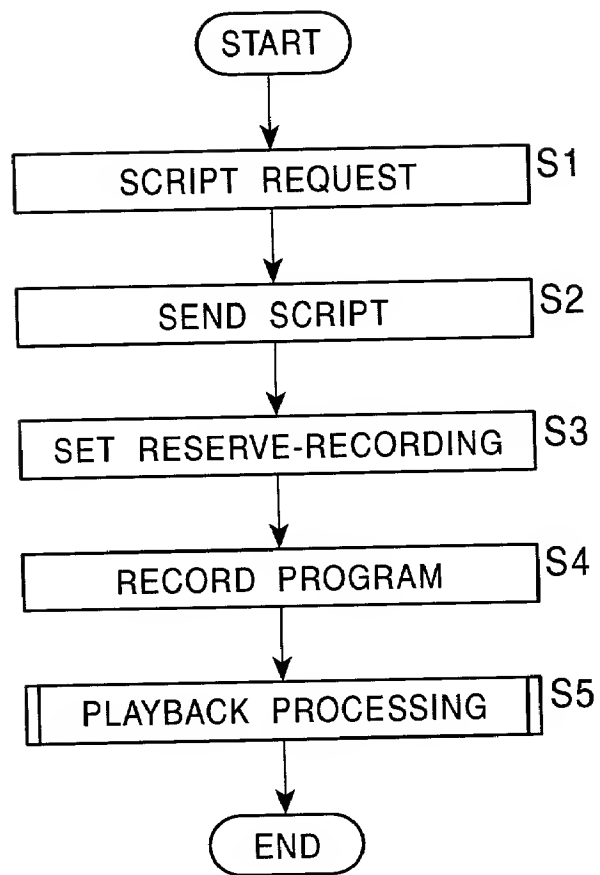 START
SCRIPT REQUEST S1
SEND SCRIPT S2
SET RESERVE-RECORDING S3
RECORD PROGRAM S4
PLAYBACK PROCESSING S5
END